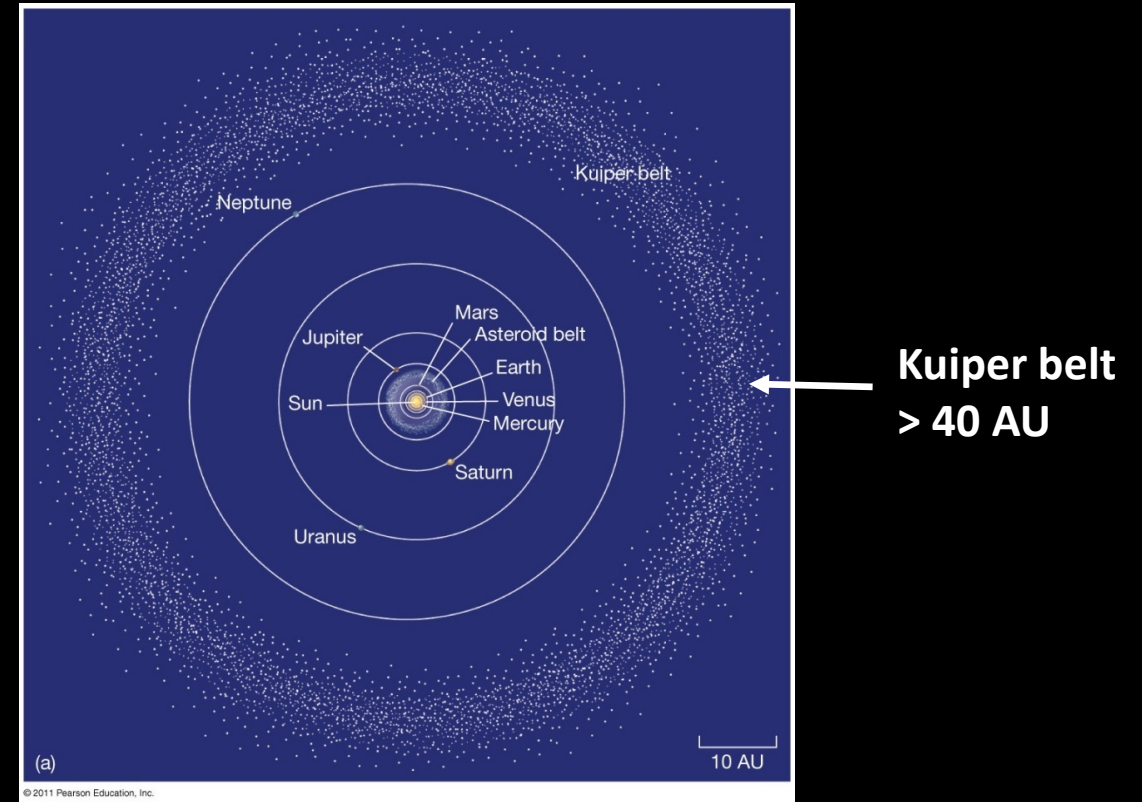 Kuiper belt
Neptune
Mars
Asteroid belt
Jupiter
Earth
Sun
Venus
Mercury
Saturn
Uranus
Kuiper belt
> 40 AU
(a)
10 AU
© 2011 Pearson Education, Inc.